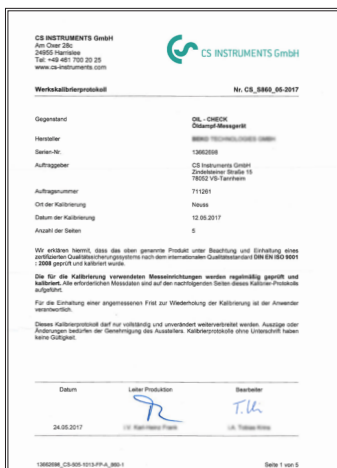 CS INSTRUMENTS GmbH
Am Oxer 28c
24955 Harrislee
Tel: +49 461 700 20 25
www.cs-instruments.com
CS INSTRUMENTS GmbH
Werkskalibrierprotokoll Nr. CS_S860_05-2017
Gegenstand OIL - CHECK
Öldampf-Messgerät
Hersteller
Serien-Nr. 13662698
Auftraggeber CS Instruments GmbH
Zindelsteiner Straße 15
78052 VS-Tannheim
Auftragsnummer 711261
Ort der Kalibrierung Neuss
Datum der Kalibrierung 12.05.2017
Anzahl der Seiten 5
Wir erklären hiermit, dass das oben genannte Produkt unter Beachtung und Einhaltung eines
zertifizierten Qualitätssicherungssystems nach dem internationalen Qualitätsstandard DIN EN ISO 9001
: 2008 geprüft und kalibriert wurde.
Die für die Kalibrierung verwendeten Messeinrichtungen werden regelmäßig geprüft und
kalibriert. Alle erforderlichen Messdaten sind auf den nachfolgenden Seiten dieses Kalibrier-Protokolls
aufgeführt.
Für die Einhaltung einer angemessenen Frist zur Wiederholung der Kalibrierung ist der Anwender
verantwortlich.
Dieses Kalibrierprotokoll darf nur vollständig und unverändert weiterverbreitet werden. Auszüge oder
Änderungen bedürfen der Genehmigung des Ausstellers. Kalibrierprotokolle ohne Unterschrift haben
keine Gültigkeit.
Datum Leiter Produktion Bearbeiter
24.05.2017
Seite 1 von 5